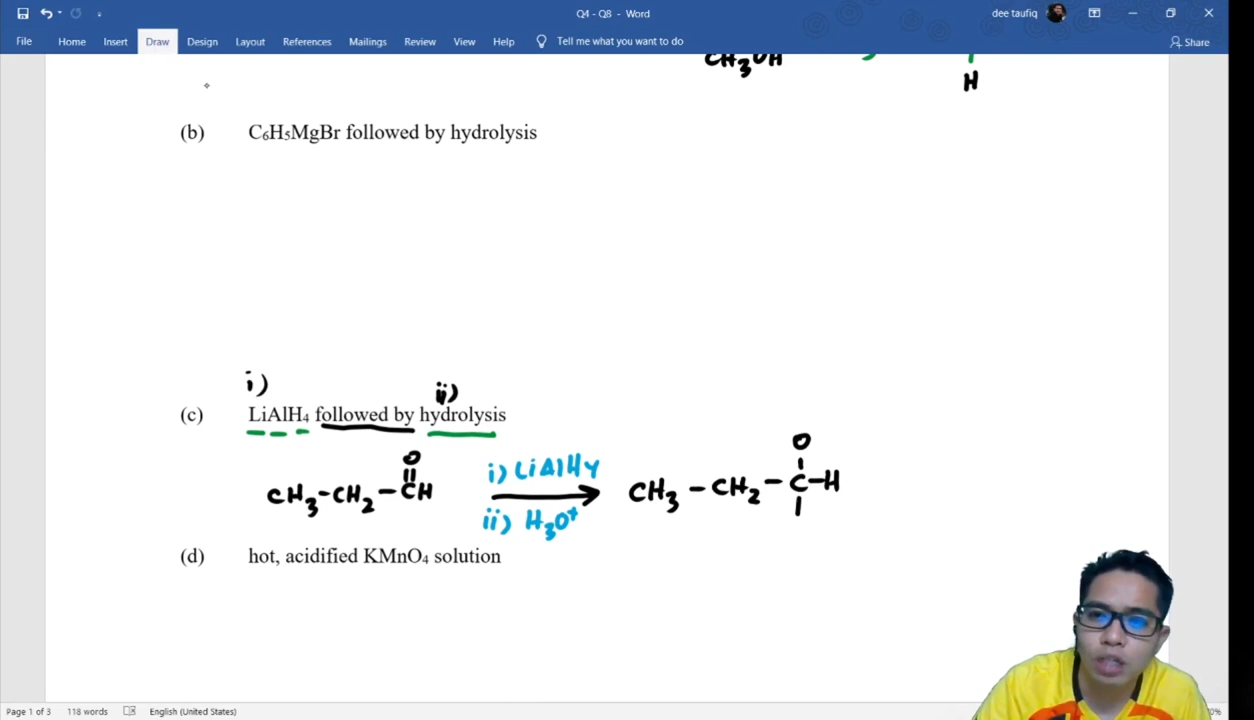 Q4 - Q8 - Word
dee taufiq
File Home Insert Draw Design Layout References Mailings Review View Help Tell me what you want to do Share
CH3OH
H
(b) C₆H₅MgBr followed by hydrolysis
i) ii)
(c) LiAlH₄ followed by hydrolysis
O O
CH3-CH2-CH i) LiAlH4 CH3-CH2-C-H
ii) H3O+
(d) hot, acidified KMnO₄ solution
Page 1 of 3 118 words English (United States)